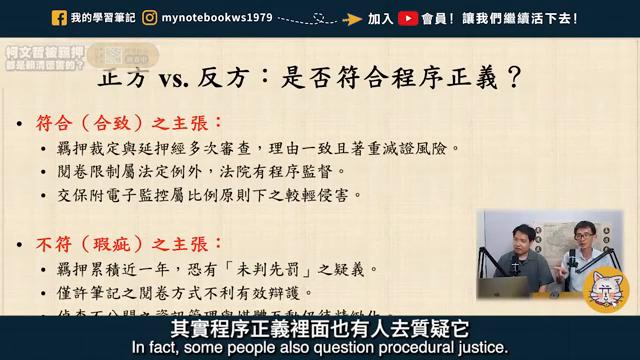 我的學習筆記 mynotebookws1979 加入 會員！讓我們繼續活下去！
柯文哲被羈押
都是賴清德害的？
正方 vs. 反方：是否符合程序正義？
• 符合（合致）之主張：
• 羈押裁定與延押經多次審查，理由一致且著重滅證風險。
• 閱卷限制屬法定例外，法院有程序監督。
• 交保附電子監控屬比例原則下之較輕侵害。
• 不符（瑕疵）之主張：
• 羈押累積近一年，恐有「未判先罰」之疑義。
• 僅許筆記之閱卷方式不利有效辯護。
其實程序正義裡面也有人去質疑它
In fact, some people also question procedural justice.